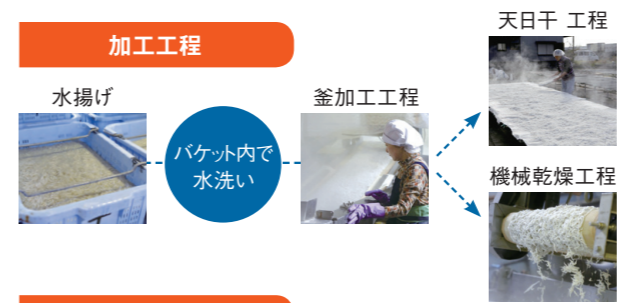 加工工程
水揚げ
バケット内で
水洗い
釜加工工程
天日干 工程
機械乾燥工程